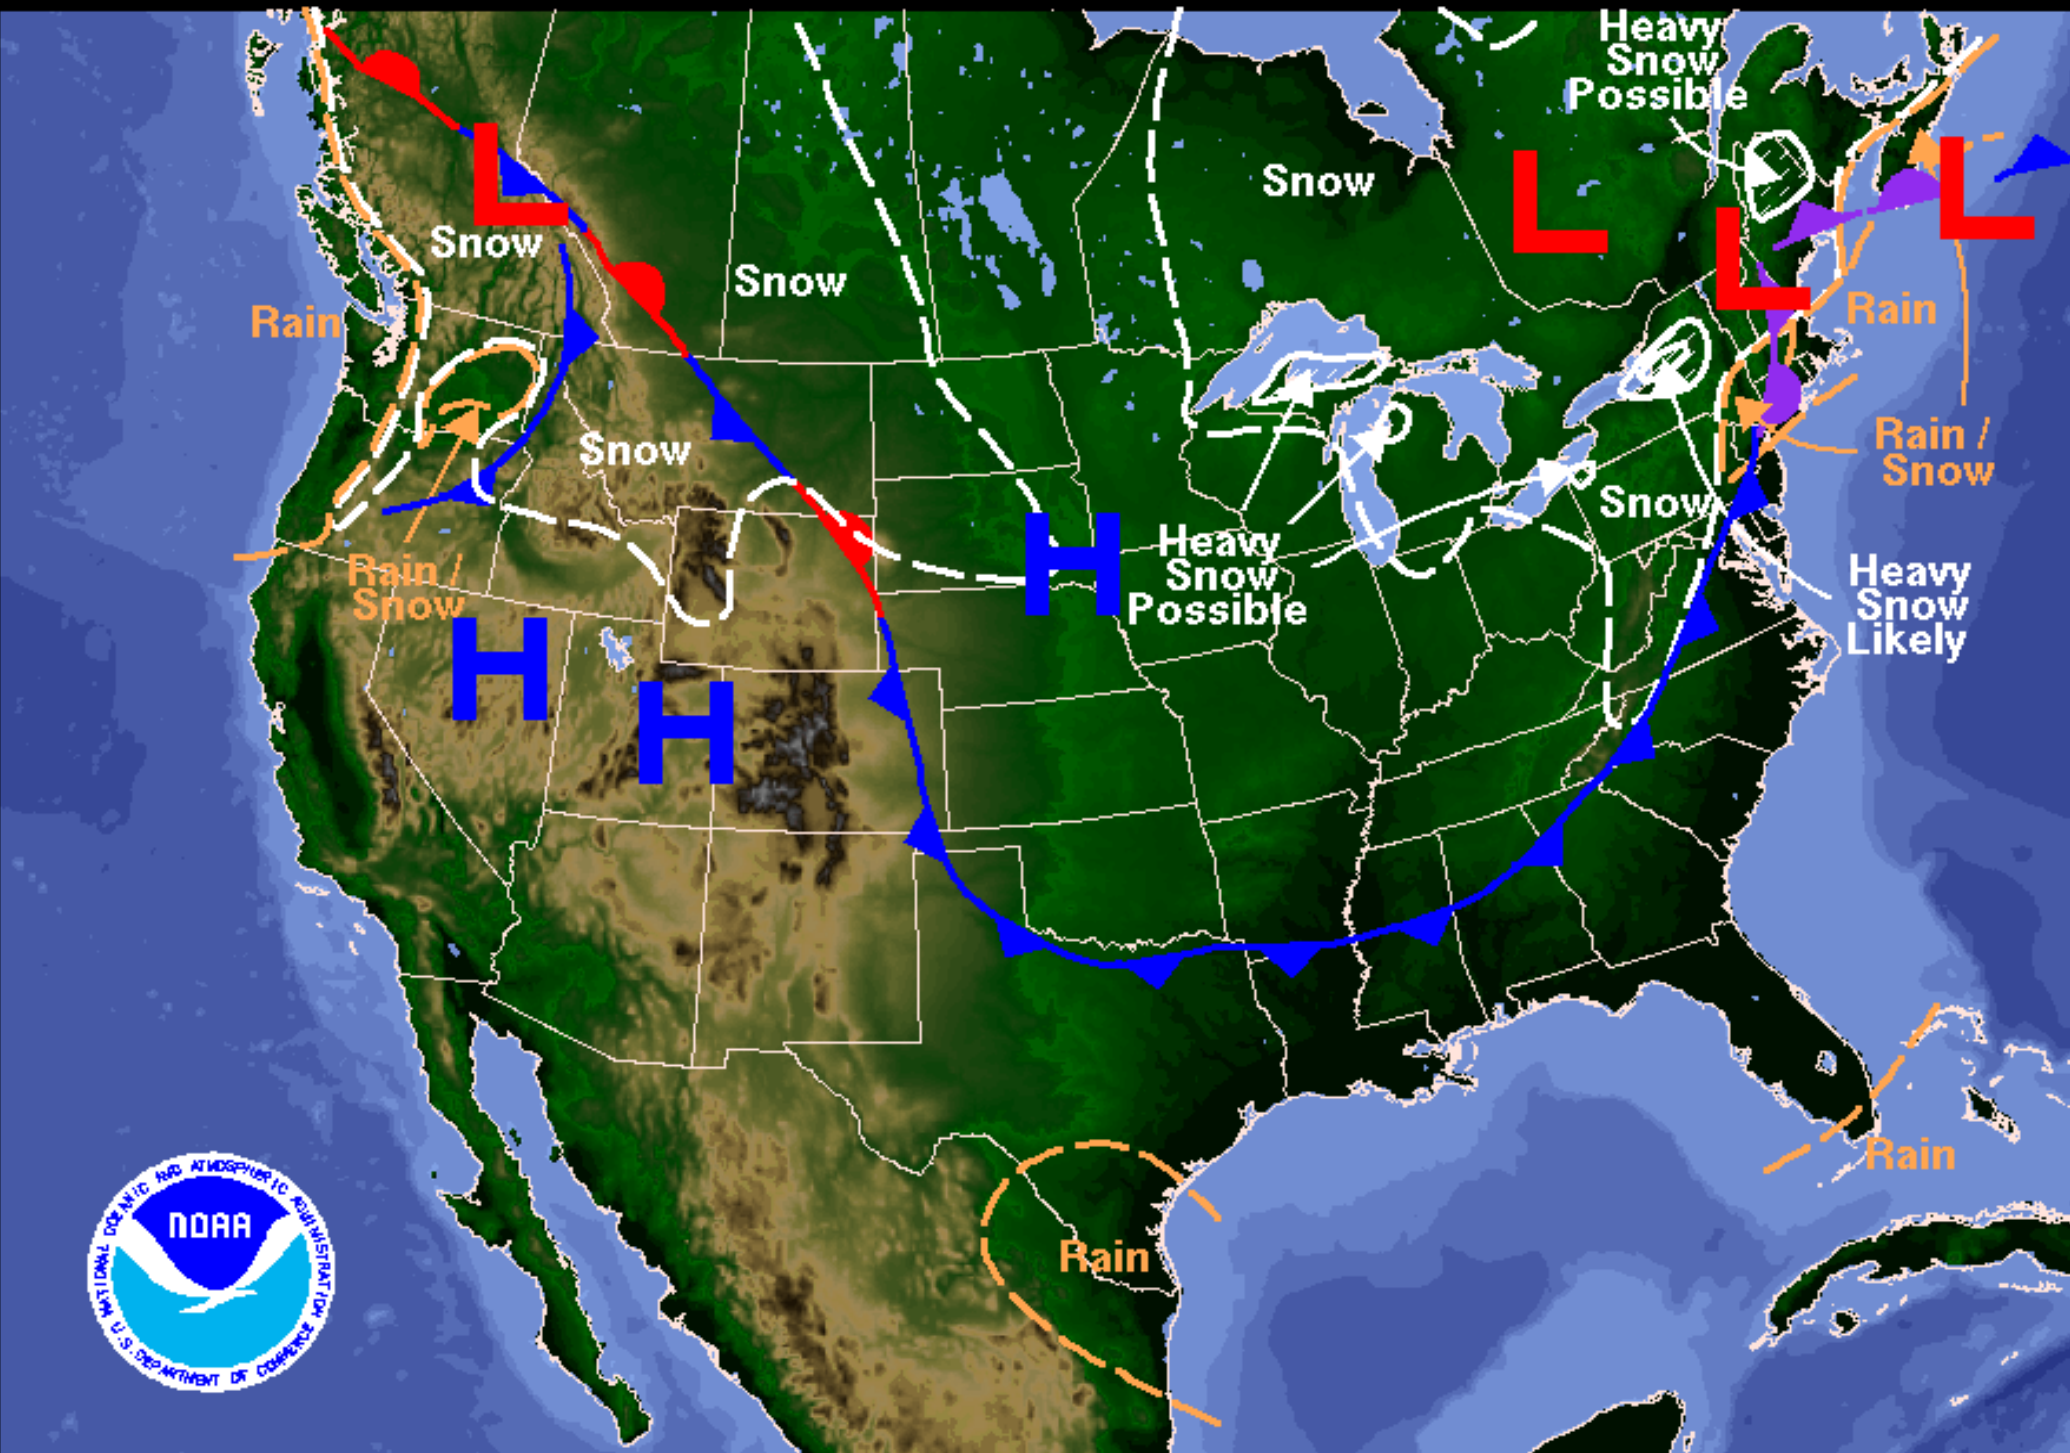 Heavy
Snow
Possible
Snow
L
L
L
L
Snow
Snow
Rain
Rain
Snow
Rain /
Snow
Snow
Heavy
Snow
Possible
H
Rain /
Snow
Heavy
Snow
Likely
H
H
Rain
Rain
NOAA
NATIONAL OCEANIC AND ATMOSPHERIC ADMINISTRATION
U.S. DEPARTMENT OF COMMERCE